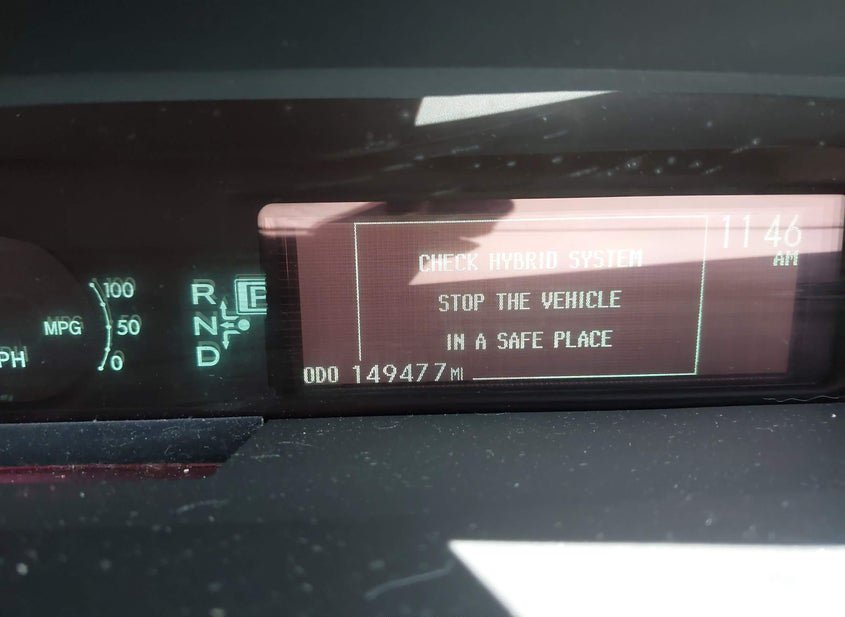 100
MPG
50
0
PH
R
P
N
D
11 46
AM
CHECK HYBRID SYSTEM
STOP THE VEHICLE
IN A SAFE PLACE
ODO 149477 MI